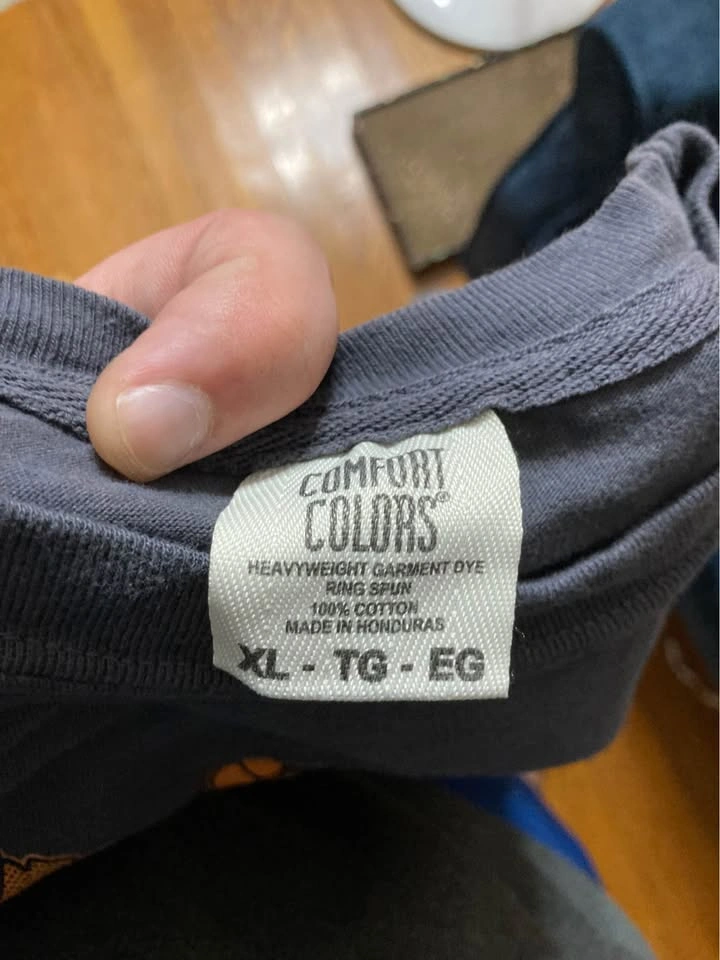 COMFORT
COLORS®
HEAVYWEIGHT GARMENT DYE
RING SPUN
100% COTTON
MADE IN HONDURAS
XL - TG - EG